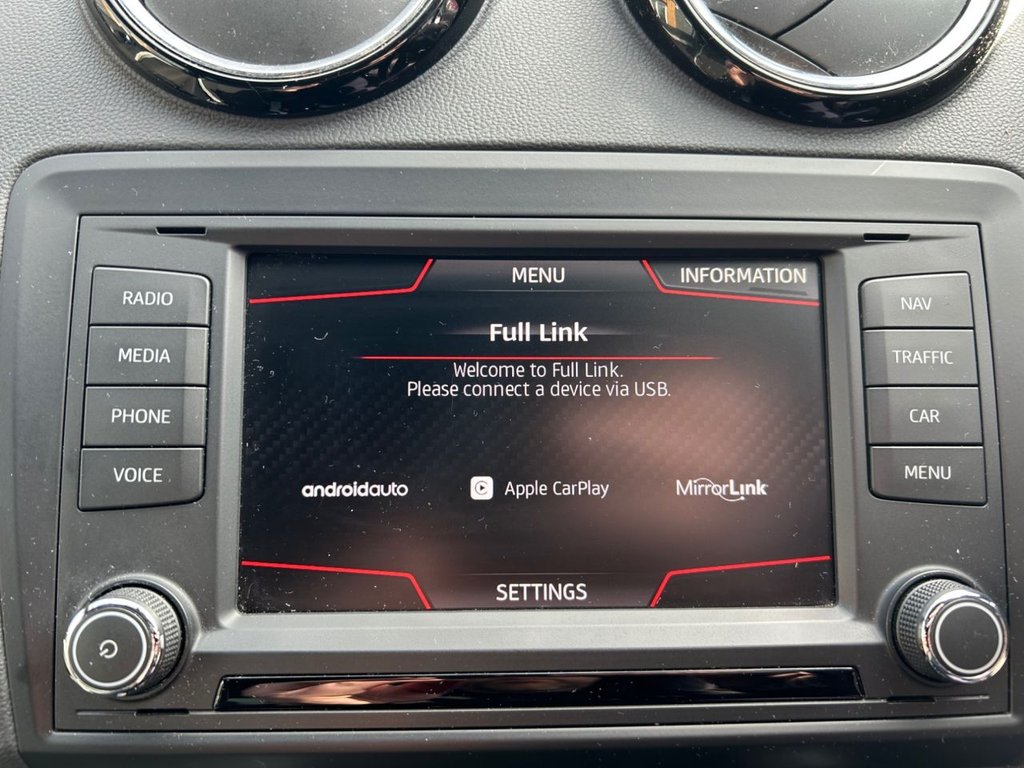 MENU
INFORMATION
Full Link
Welcome to Full Link.
Please connect a device via USB.
androidauto
Apple CarPlay
MirrorLink
SETTINGS
RADIO
MEDIA
PHONE
VOICE
NAV
TRAFFIC
CAR
MENU